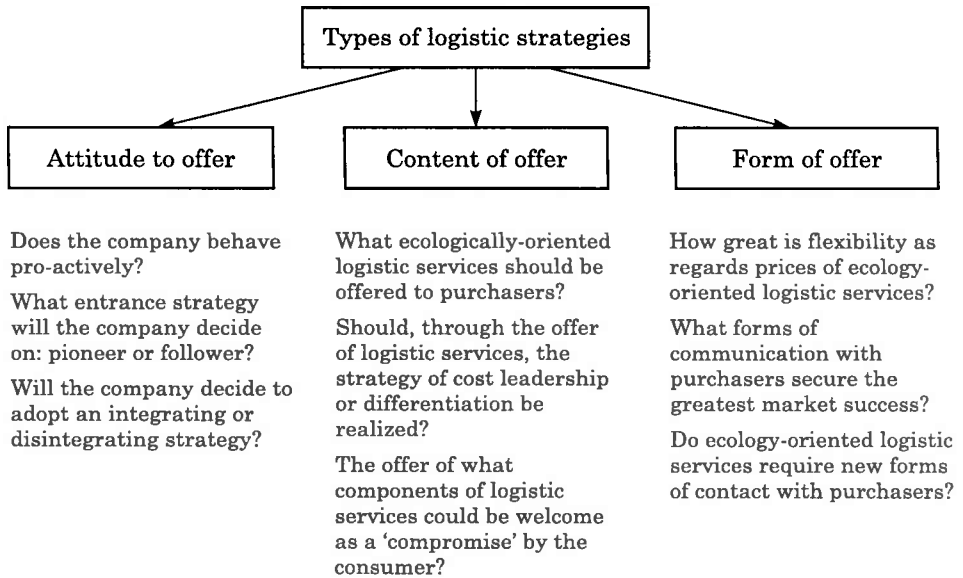 Types of logistic strategies
Attitude to offer
Content of offer
Form of offer
Does the company behave
pro-actively?
What entrance strategy
will the company decide
on: pioneer or follower?
Will the company decide to
adopt an integrating or
disintegrating strategy?
What ecologically-oriented
logistic services should be
offered to purchasers?
Should, through the offer
of logistic services, the
strategy of cost leadership
or differentiation be
realized?
The offer of what
components of logistic
services could be welcome
as a ‘compromise’ by the
consumer?
How great is flexibility as
regards prices of ecology-
oriented logistic services?
What forms of
communication with
purchasers secure the
greatest market success?
Do ecology-oriented logistic
services require new forms
of contact with purchasers?